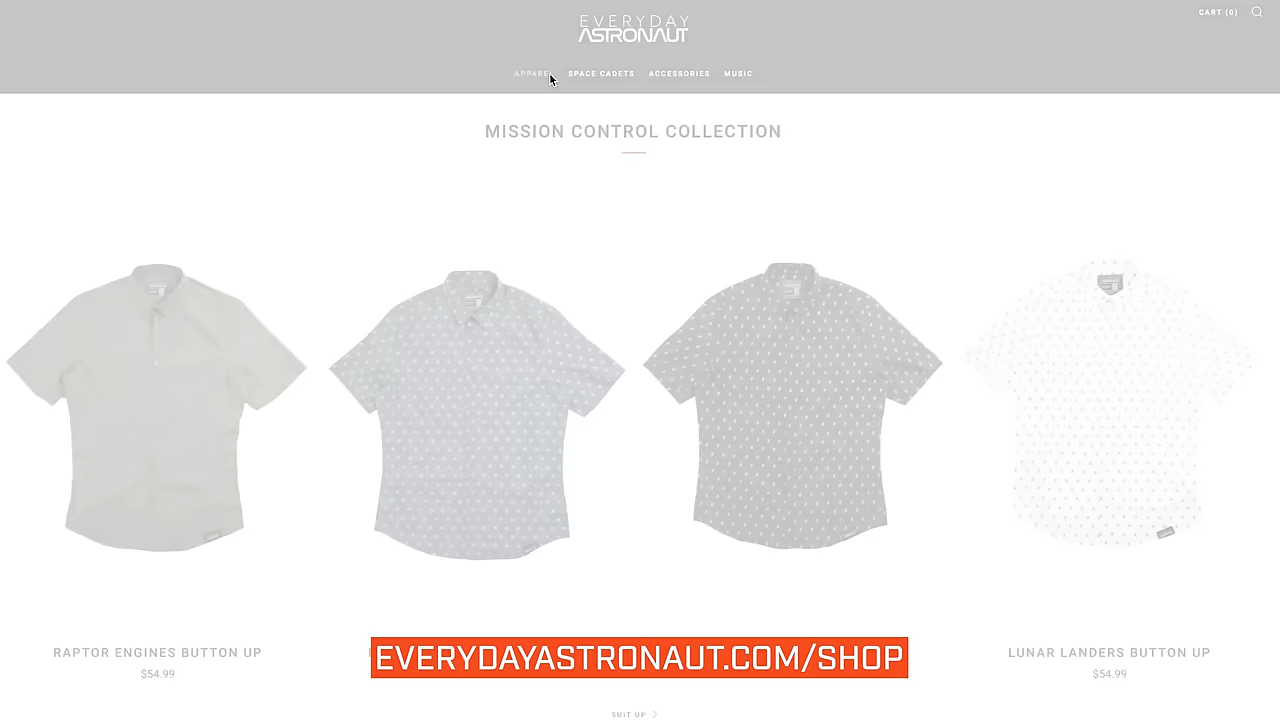 EVERYDAY
ASTRONAUT
CART (0)
APPAREL
SPACE CADETS
ACCESSORIES
MUSIC
MISSION CONTROL COLLECTION
RAPTOR ENGINES BUTTON UP
$54.99
EVERYDAYASTRONAUT.COM/SHOP
LUNAR LANDERS BUTTON UP
$54.99
SUIT UP